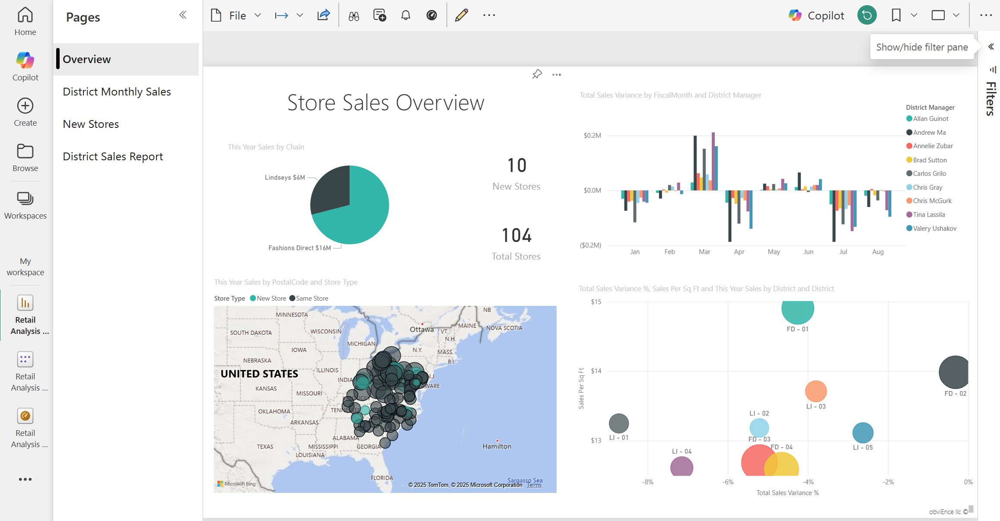 Home
Copilot
Create
Browse
Workspaces
My
workspace
Retail
Analysis ...
Retail
Analysis ...
Retail
Analysis ...
Pages
Overview
District Monthly Sales
New Stores
District Sales Report
File
Copilot
Show/hide filter pane
Filters
Store Sales Overview
This Year Sales by Chain
Lindseys $6M
Fashions Direct $16M
10
New Stores
104
Total Stores
Total Sales Variance by FiscalMonth and District Manager
District Manager
Allan Guinot
Andrew Ma
Annelie Zubar
Brad Sutton
Carlos Grilo
Chris Gray
Chris McGurk
Tina Lassila
Valery Ushakov
$0.2M
$0.0M
($0.2M)
Jan Feb Mar Apr May Jun Jul Aug
This Year Sales by PostalCode and Store Type
Store Type New Store Same Store
MINNESOTA
NB
SOUTH DAKOTA
WISCONSIN
Ottawa
VT.
MAINE
NOVA SCOTIA
N.H.
MICHIGAN
IOWA
N.Y.
MASS.
NEBRASKA
R.I.
ILLINOIS
UNITED STATES
INDIA
N.J.
AWARE
KANSAS
MISSOURI
TENNESSEE
OKLAHOMA
ARKANSAS
ALABAMA
TEXAS
MISSISSIPPI
GEORGIA
Hamilton
LOUISIANA
FLORIDA
Sargasso Sea
Microsoft Bing
© 2025 TomTom, © 2025 Microsoft Corporation Terms
Total Sales Variance %, Sales Per Sq Ft and This Year Sales by District and District
Sales Per Sq Ft
$15
$14
$13
FD - 01
FD - 02
LI - 03
LI - 02
LI - 01
FD - 03
FD - 04
LI - 05
LI - 04
-8% -6% -4% -2% 0%
Total Sales Variance %
obviEnce llc ©